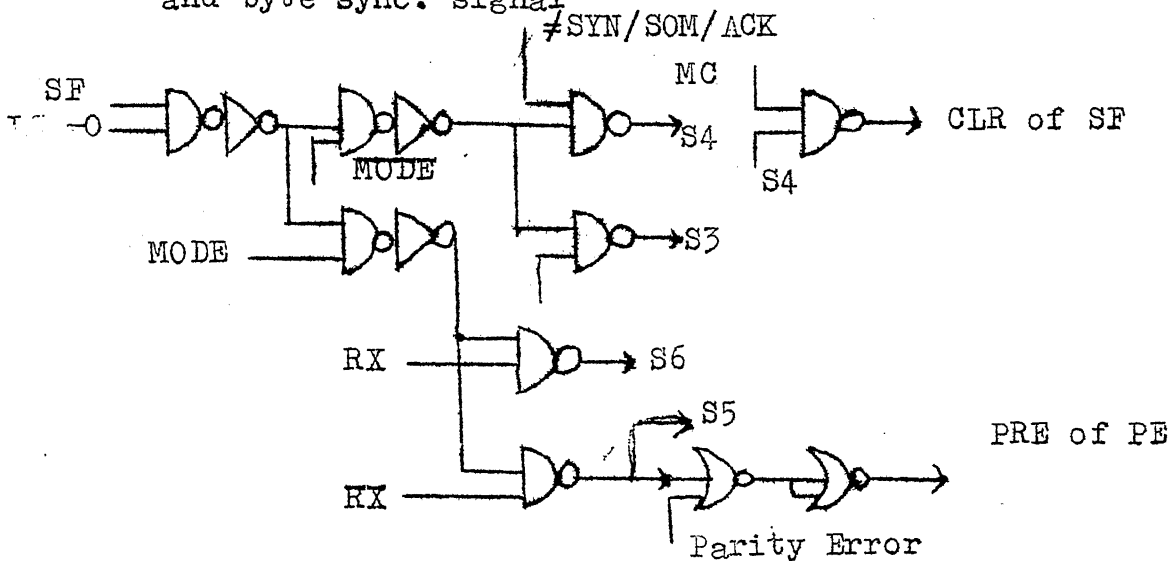 and byte sync. signal
≠SYN/SOM/ACK
MC
SF
S4
CLR of SF
MODE
S4
MODE
S3
RX
S6
S5
PRE of PE
RX
Parity Error